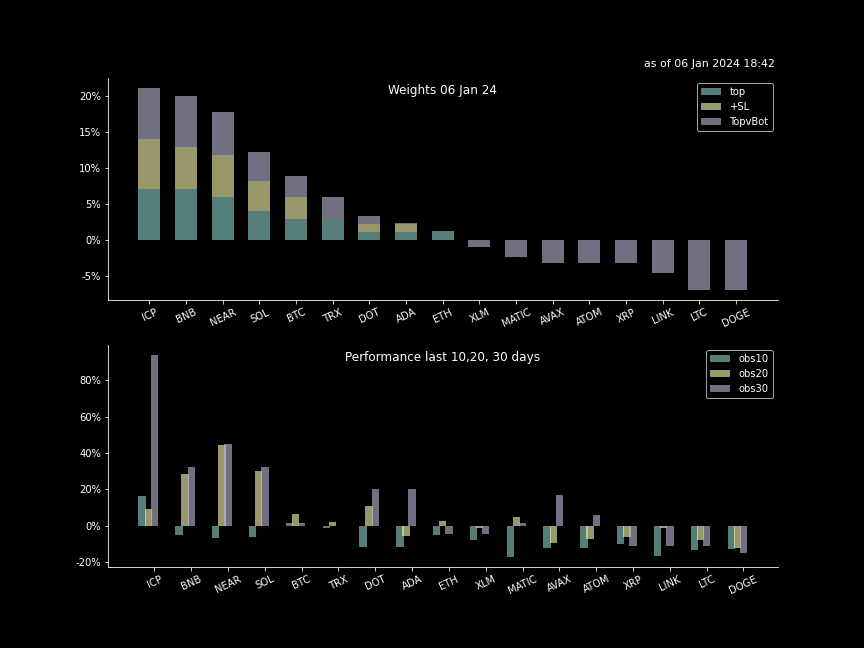 as of 06 Jan 2024 18:42
Weights 06 Jan 24
top
+SL
TopvBot
20%
15%
10%
5%
0%
-5%
ICP BNB NEAR SOL BTC TRX DOT ADA ETH XLM MATIC AVAX ATOM XRP LINK LTC DOGE
Performance last 10,20, 30 days
obs10
obs20
obs30
80%
60%
40%
20%
0%
-20%
ICP BNB NEAR SOL BTC TRX DOT ADA ETH XLM MATIC AVAX ATOM XRP LINK LTC DOGE